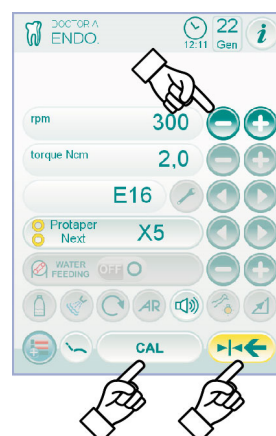 DOCTOR A
ENDO.
12:11
22
Gen
i
rpm
300
torque Ncm
2,0
E16
Protaper
Next
X5
WATER
FEEDING
OFF
AR
CAL